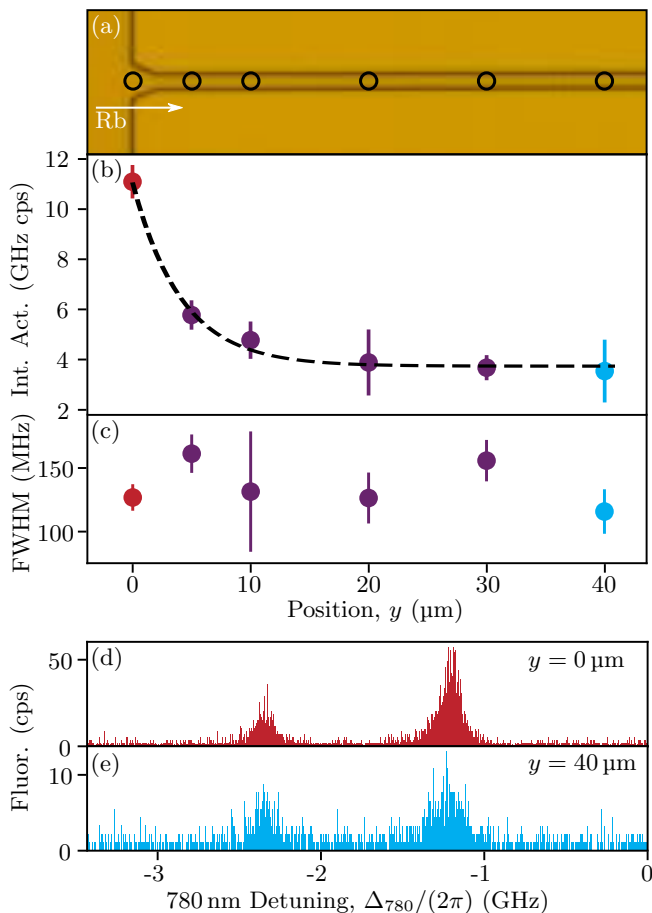 (a)
Rb
(b)
12
10
8
6
4
2
Int. Act. (GHz cps)
(c)
150
100
FWHM (MHz)
0 10 20 30 40
Position, y (µm)
(d)
y = 0 µm
50
0
(e)
y = 40 µm
10
0
Fluor. (cps)
-3 -2 -1 0
780 nm Detuning, Δ780/(2π) (GHz)